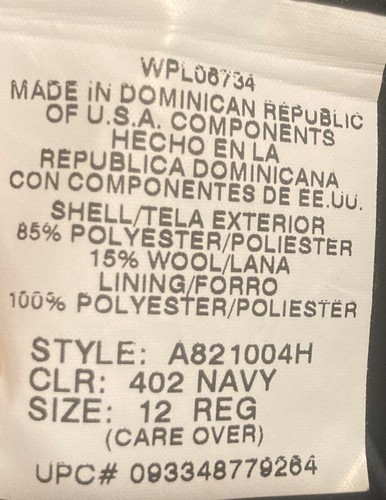 WPL06734
MADE IN DOMINICAN REPUBLIC
OF U.S.A. COMPONENTS
HECHO EN LA
REPUBLICA DOMINICANA
CON COMPONENTES DE EE.UU.
SHELL/TELA EXTERIOR
85% POLYESTER/POLIESTER
15% WOOL/LANA
LINING/FORRO
100% POLYESTER/POLIESTER
STYLE: A821004H
CLR: 402 NAVY
SIZE: 12 REG
(CARE OVER)
UPC# 093348779264